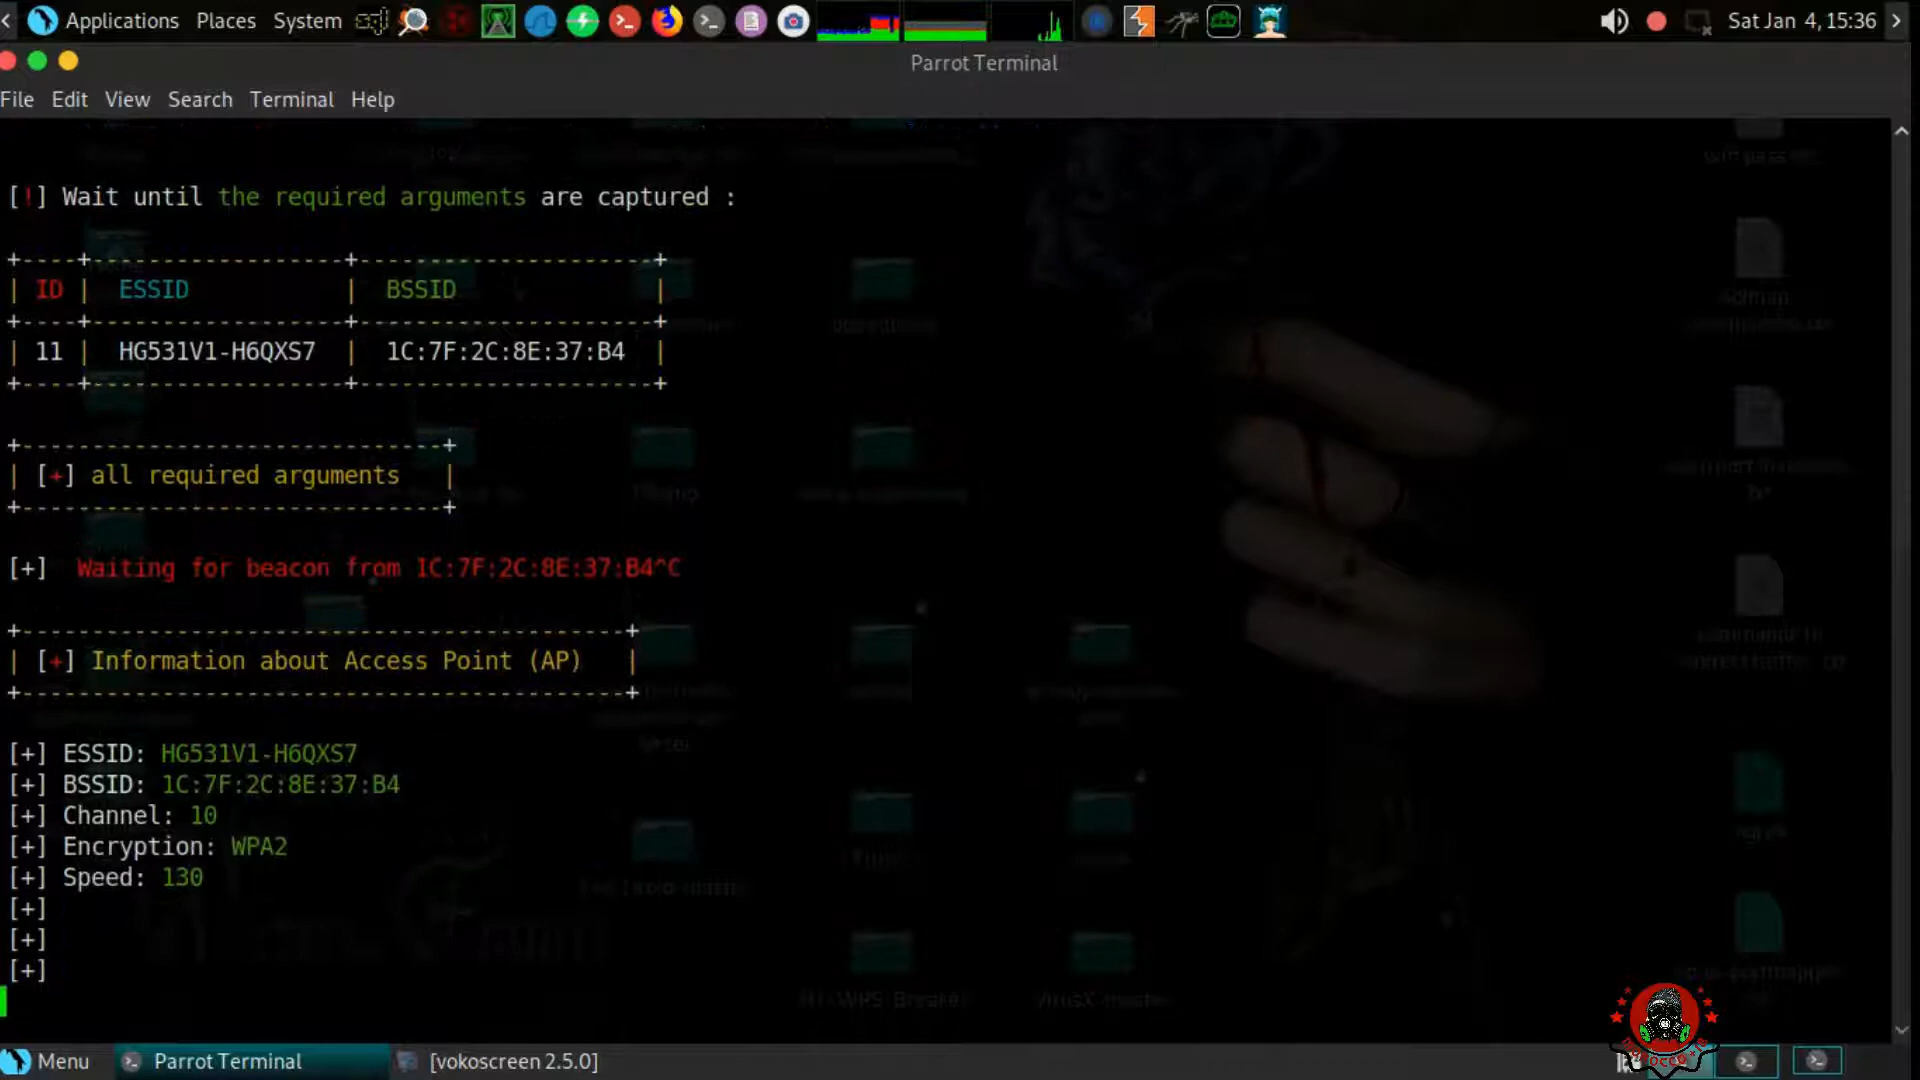 Applications Places System
Sat Jan 4, 15:36
Parrot Terminal
File Edit View Search Terminal Help
[!] Wait until the required arguments are captured :
+----+------------------+---------------------+
| ID | ESSID | BSSID |
+----+------------------+---------------------+
| 11 | HG531V1-H6QXS7 | 1C:7F:2C:8E:37:B4 |
+----+------------------+---------------------+
+------------------------------+
| [+] all required arguments |
+------------------------------+
[+] Waiting for beacon from 1C:7F:2C:8E:37:B4^C
+-------------------------------------------+
| [+] Information about Access Point (AP) |
+-------------------------------------------+
[+] ESSID: HG531V1-H6QXS7
[+] BSSID: 1C:7F:2C:8E:37:B4
[+] Channel: 10
[+] Encryption: WPA2
[+] Speed: 130
[+]
[+]
[+]
Menu Parrot Terminal [vokoscreen 2.5.0]